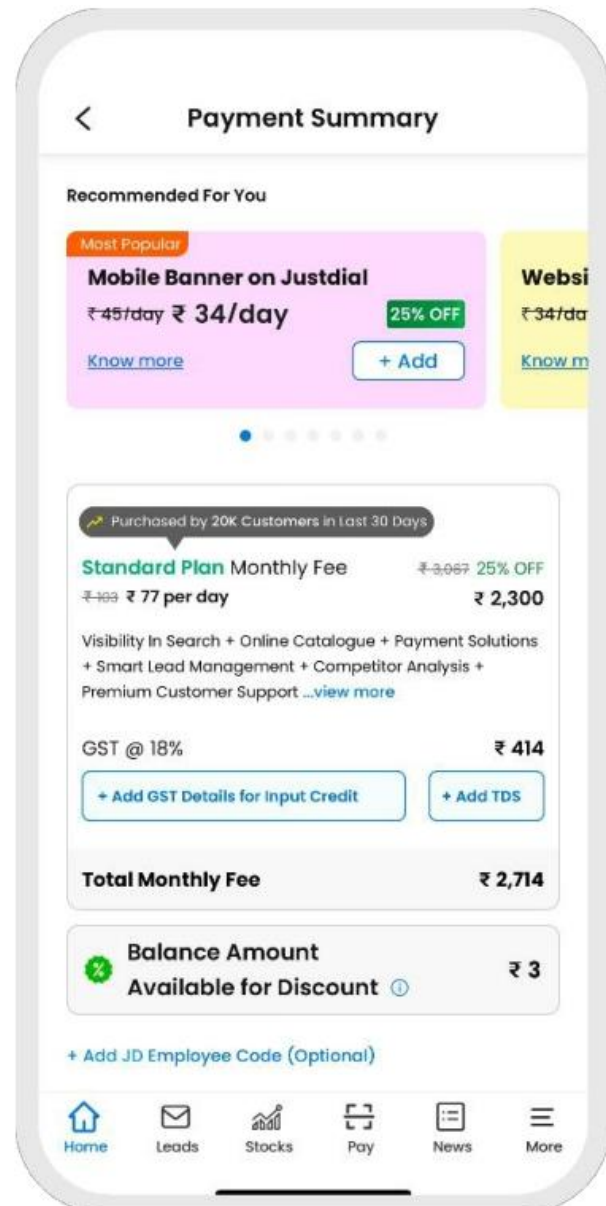 Payment Summary
Recommended For You
Most Popular
Mobile Banner on Justdial
₹ 45/day ₹ 34/day 25% OFF
Know more + Add
Websi
₹ 34/da
Know m
Purchased by 20K Customers in Last 30 Days
Standard Plan Monthly Fee ₹ 3,067 25% OFF
₹ 103 ₹ 77 per day ₹ 2,300
Visibility In Search + Online Catalogue + Payment Solutions
+ Smart Lead Management + Competitor Analysis +
Premium Customer Support ...view more
GST @ 18% ₹ 414
+ Add GST Details for Input Credit + Add TDS
Total Monthly Fee ₹ 2,714
Balance Amount
Available for Discount ₹ 3
+ Add JD Employee Code (Optional)
Home Leads Stocks Pay News More